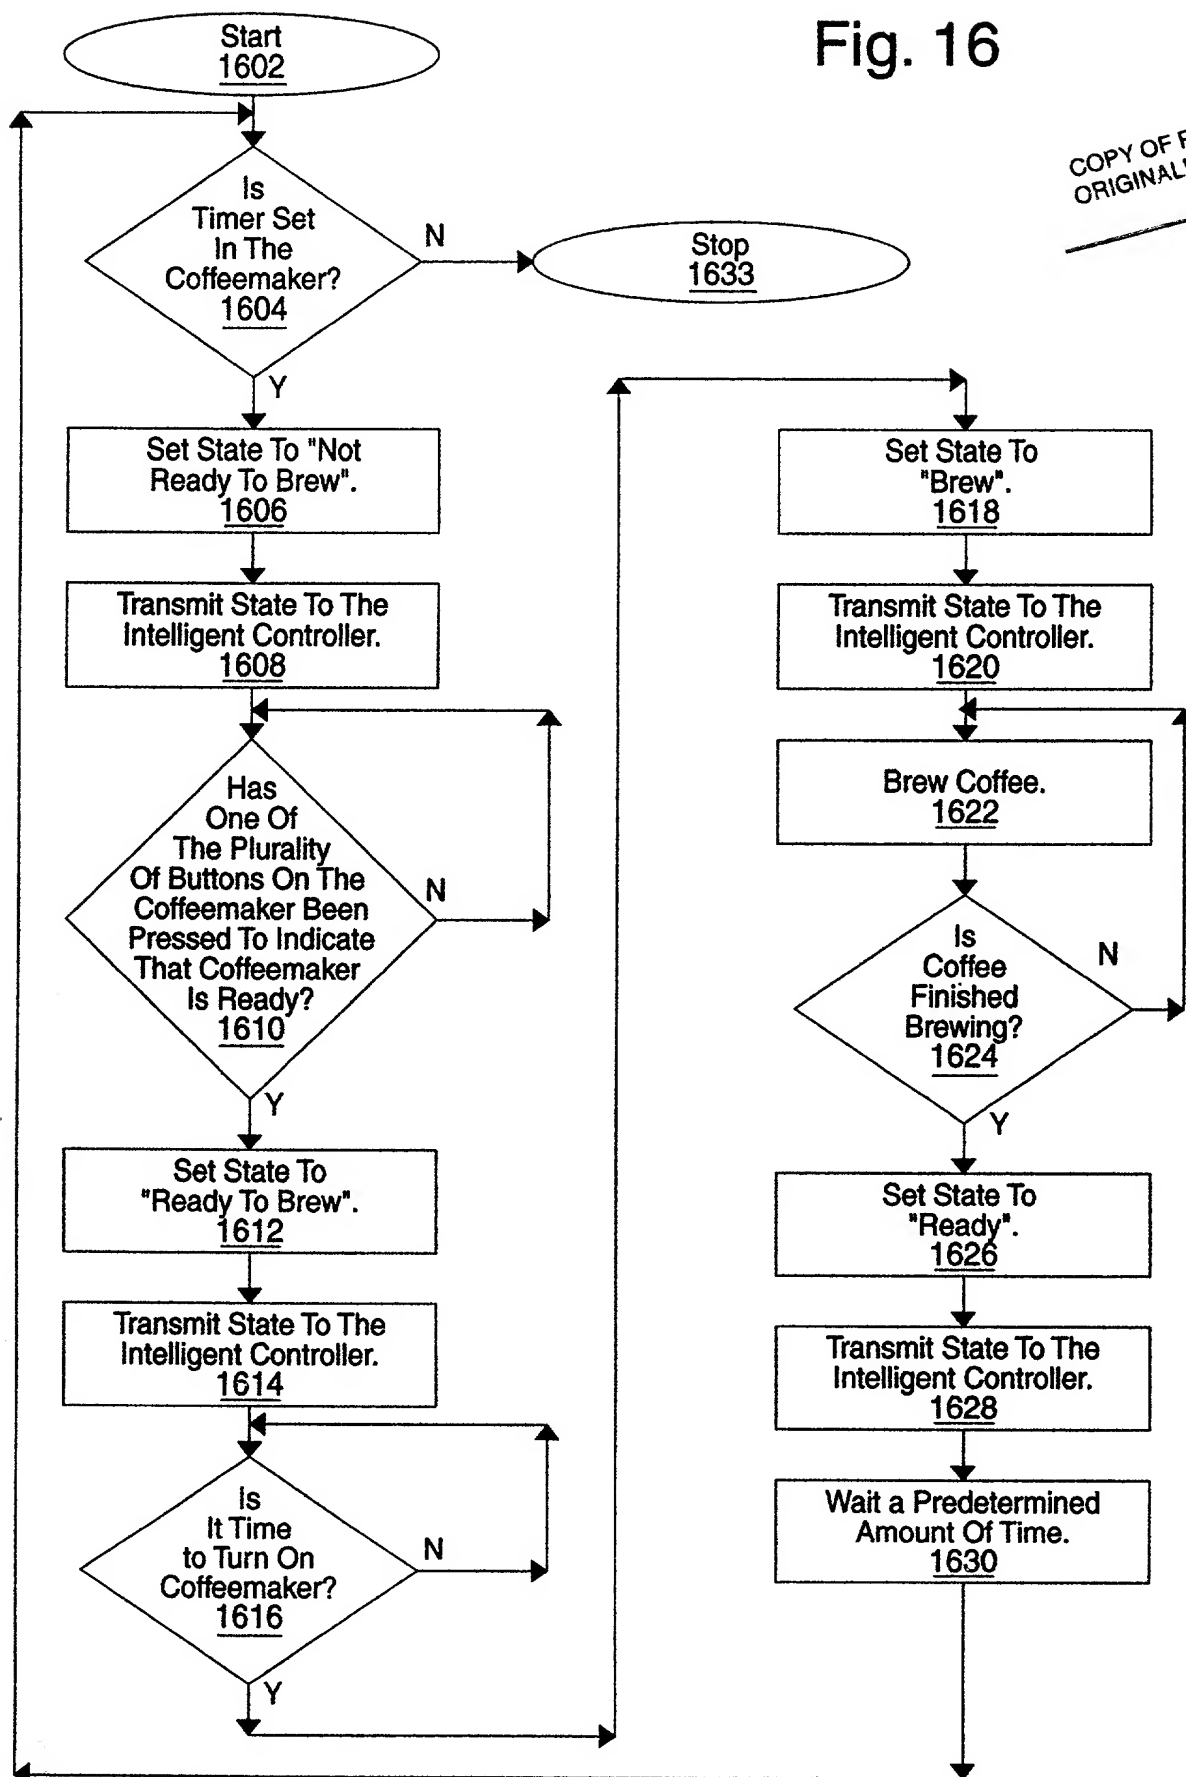 Fig. 16
COPY OF
ORIGINAL
Start
1602
Is
Timer Set
In The
Coffeemaker?
1604
N
Stop
1633
Y
Set State To "Not
Ready To Brew".
1606
Transmit State To The
Intelligent Controller.
1608
Has
One Of
The Plurality
Of Buttons On The
Coffeemaker Been
Pressed To Indicate
That Coffeemaker
Is Ready?
1610
N
Y
Set State To
"Ready To Brew".
1612
Transmit State To The
Intelligent Controller.
1614
Is
It Time
to Turn On
Coffeemaker?
1616
N
Y
Set State To
"Brew".
1618
Transmit State To The
Intelligent Controller.
1620
Brew Coffee.
1622
Is
Coffee
Finished
Brewing?
1624
N
Y
Set State To
"Ready".
1626
Transmit State To The
Intelligent Controller.
1628
Wait a Predetermined
Amount Of Time.
1630